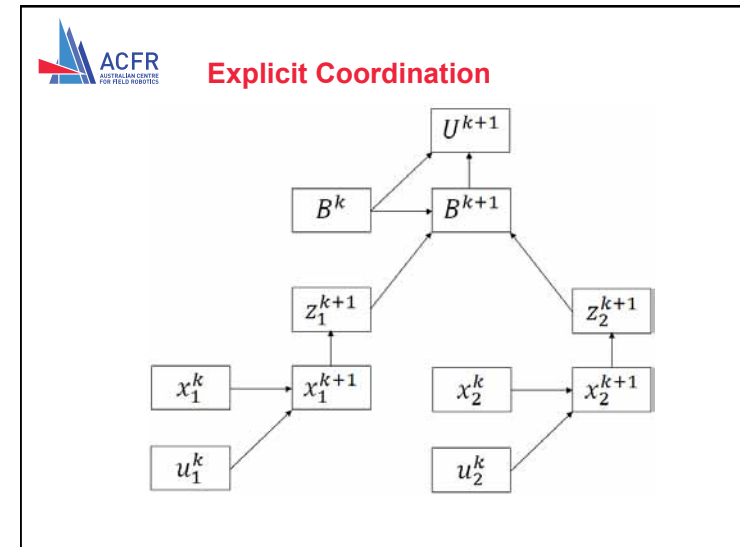 ACFR
AUSTRALIAN CENTRE
FOR FIELD ROBOTICS
Explicit Coordination
U^{k+1}
B^k
B^{k+1}
z_1^{k+1}
z_2^{k+1}
x_1^k
x_1^{k+1}
x_2^k
x_2^{k+1}
u_1^k
u_2^k